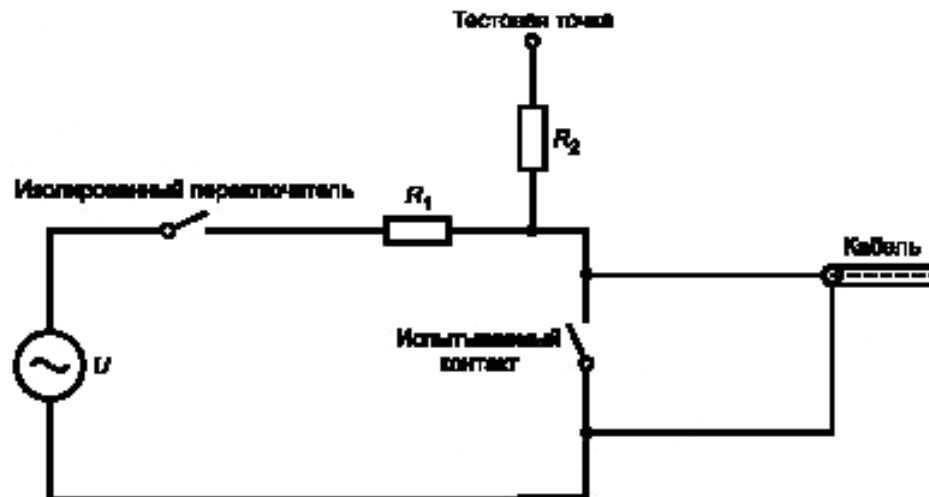 Тестовая точка
R2
Изолированный переключатель
R1
Кабель
Испытываемый
контакт
U